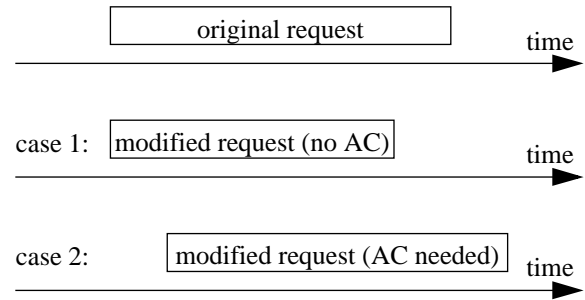 original request
time
case 1: modified request (no AC)
time
case 2: modified request (AC needed)
time